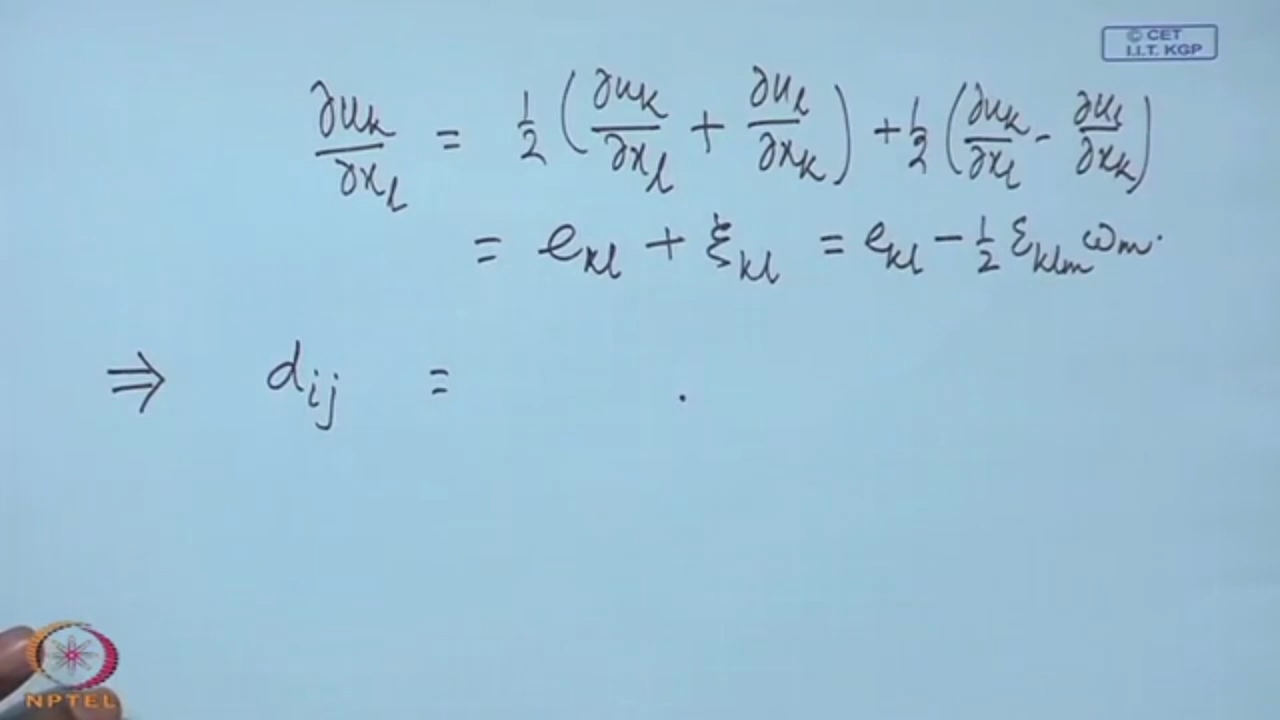 © CET
I.I.T. KGP
∂u_k/∂x_l = 1/2 (∂u_k/∂x_l + ∂u_l/∂x_k) + 1/2 (∂u_k/∂x_l - ∂u_l/∂x_k)
= e_kl + ξ_kl = e_kl - 1/2 ε_klm ω_m.
⇒ d_ij = .
NPTEL